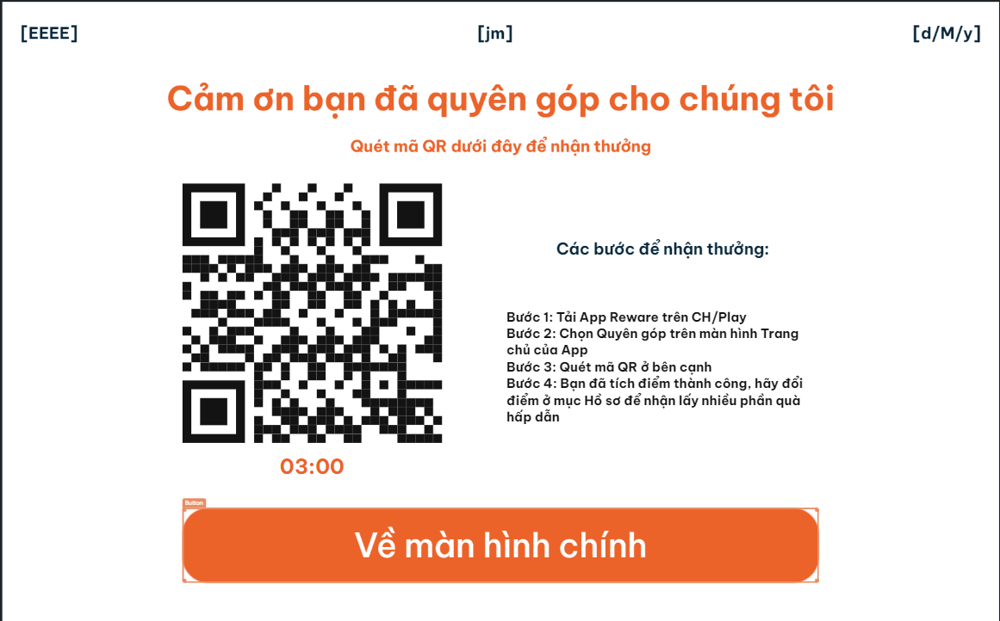 [EEEE] [jm] [d/M/y]
Cảm ơn bạn đã quyên góp cho chúng tôi
Quét mã QR dưới đây để nhận thưởng
Các bước để nhận thưởng:
Bước 1: Tải App Reware trên CH/Play
Bước 2: Chọn Quyên góp trên màn hình Trang
chủ của App
Bước 3: Quét mã QR ở bên cạnh
Bước 4: Bạn đã tích điểm thành công, hãy đổi
điểm ở mục Hồ sơ để nhận lấy nhiều phần quà
hấp dẫn
03:00
Button
Về màn hình chính